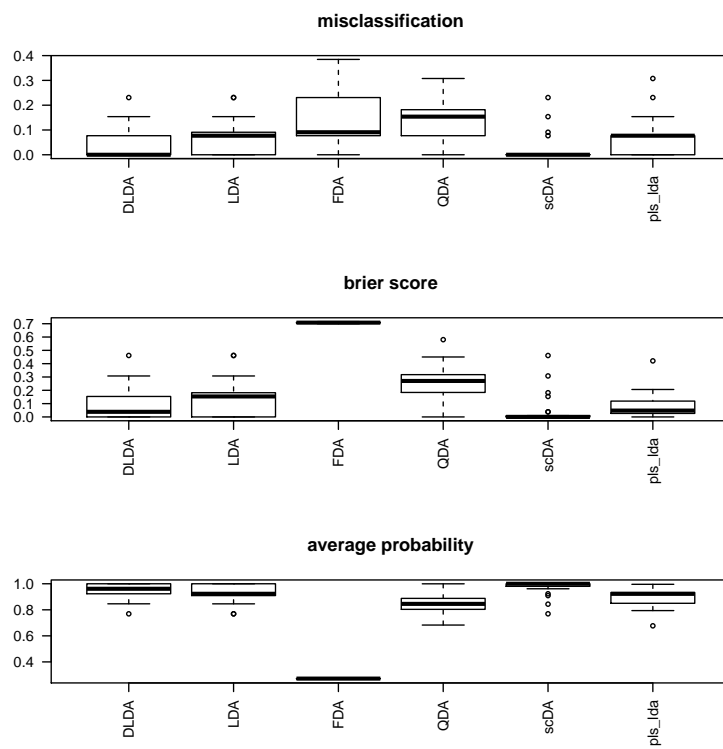 misclassification
0.4
0.3
0.2
0.1
0.0
DLDA
LDA
FDA
QDA
scDA
pls_lda
brier score
0.7
0.6
0.5
0.4
0.3
0.2
0.1
0.0
DLDA
LDA
FDA
QDA
scDA
pls_lda
average probability
1.0
0.8
0.6
0.4
DLDA
LDA
FDA
QDA
scDA
pls_lda